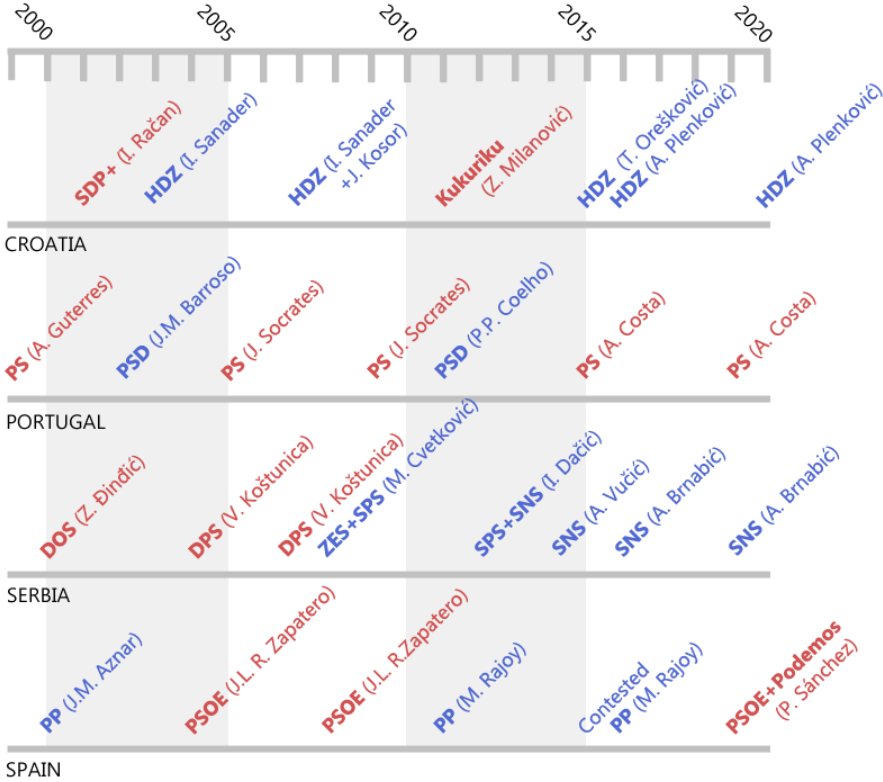 2000
2005
2010
2015
2020
SDP+ (I. Račan)
HDZ (I. Sanader)
HDZ (I. Sanader
+J. Kosor)
Kukuriku
(Z. Milanović)
HDZ (T. Orešković)
HDZ (A. Plenković)
HDZ (A. Plenković)
CROATIA
PS (A. Guterres)
PSD (J.M. Barroso)
PS (J. Socrates)
PS (J. Socrates)
PSD (P.P. Coelho)
PS (A. Costa)
PS (A. Costa)
PORTUGAL
DOS (Z. Đinđić)
DPS (V. Koštunica)
DPS (V. Koštunica)
ZES+SPS (M. Cvetković)
SPS+SNS (I. Dačić)
SNS (A. Vučić)
SNS (A. Brnabić)
SNS (A. Brnabić)
SERBIA
PP (J.M. Aznar)
PSOE (J.L. R. Zapatero)
PSOE (J.L. R.Zapatero)
PP (M. Rajoy)
Contested
PP (M. Rajoy)
PSOE+Podemos
(P. Sánchez)
SPAIN